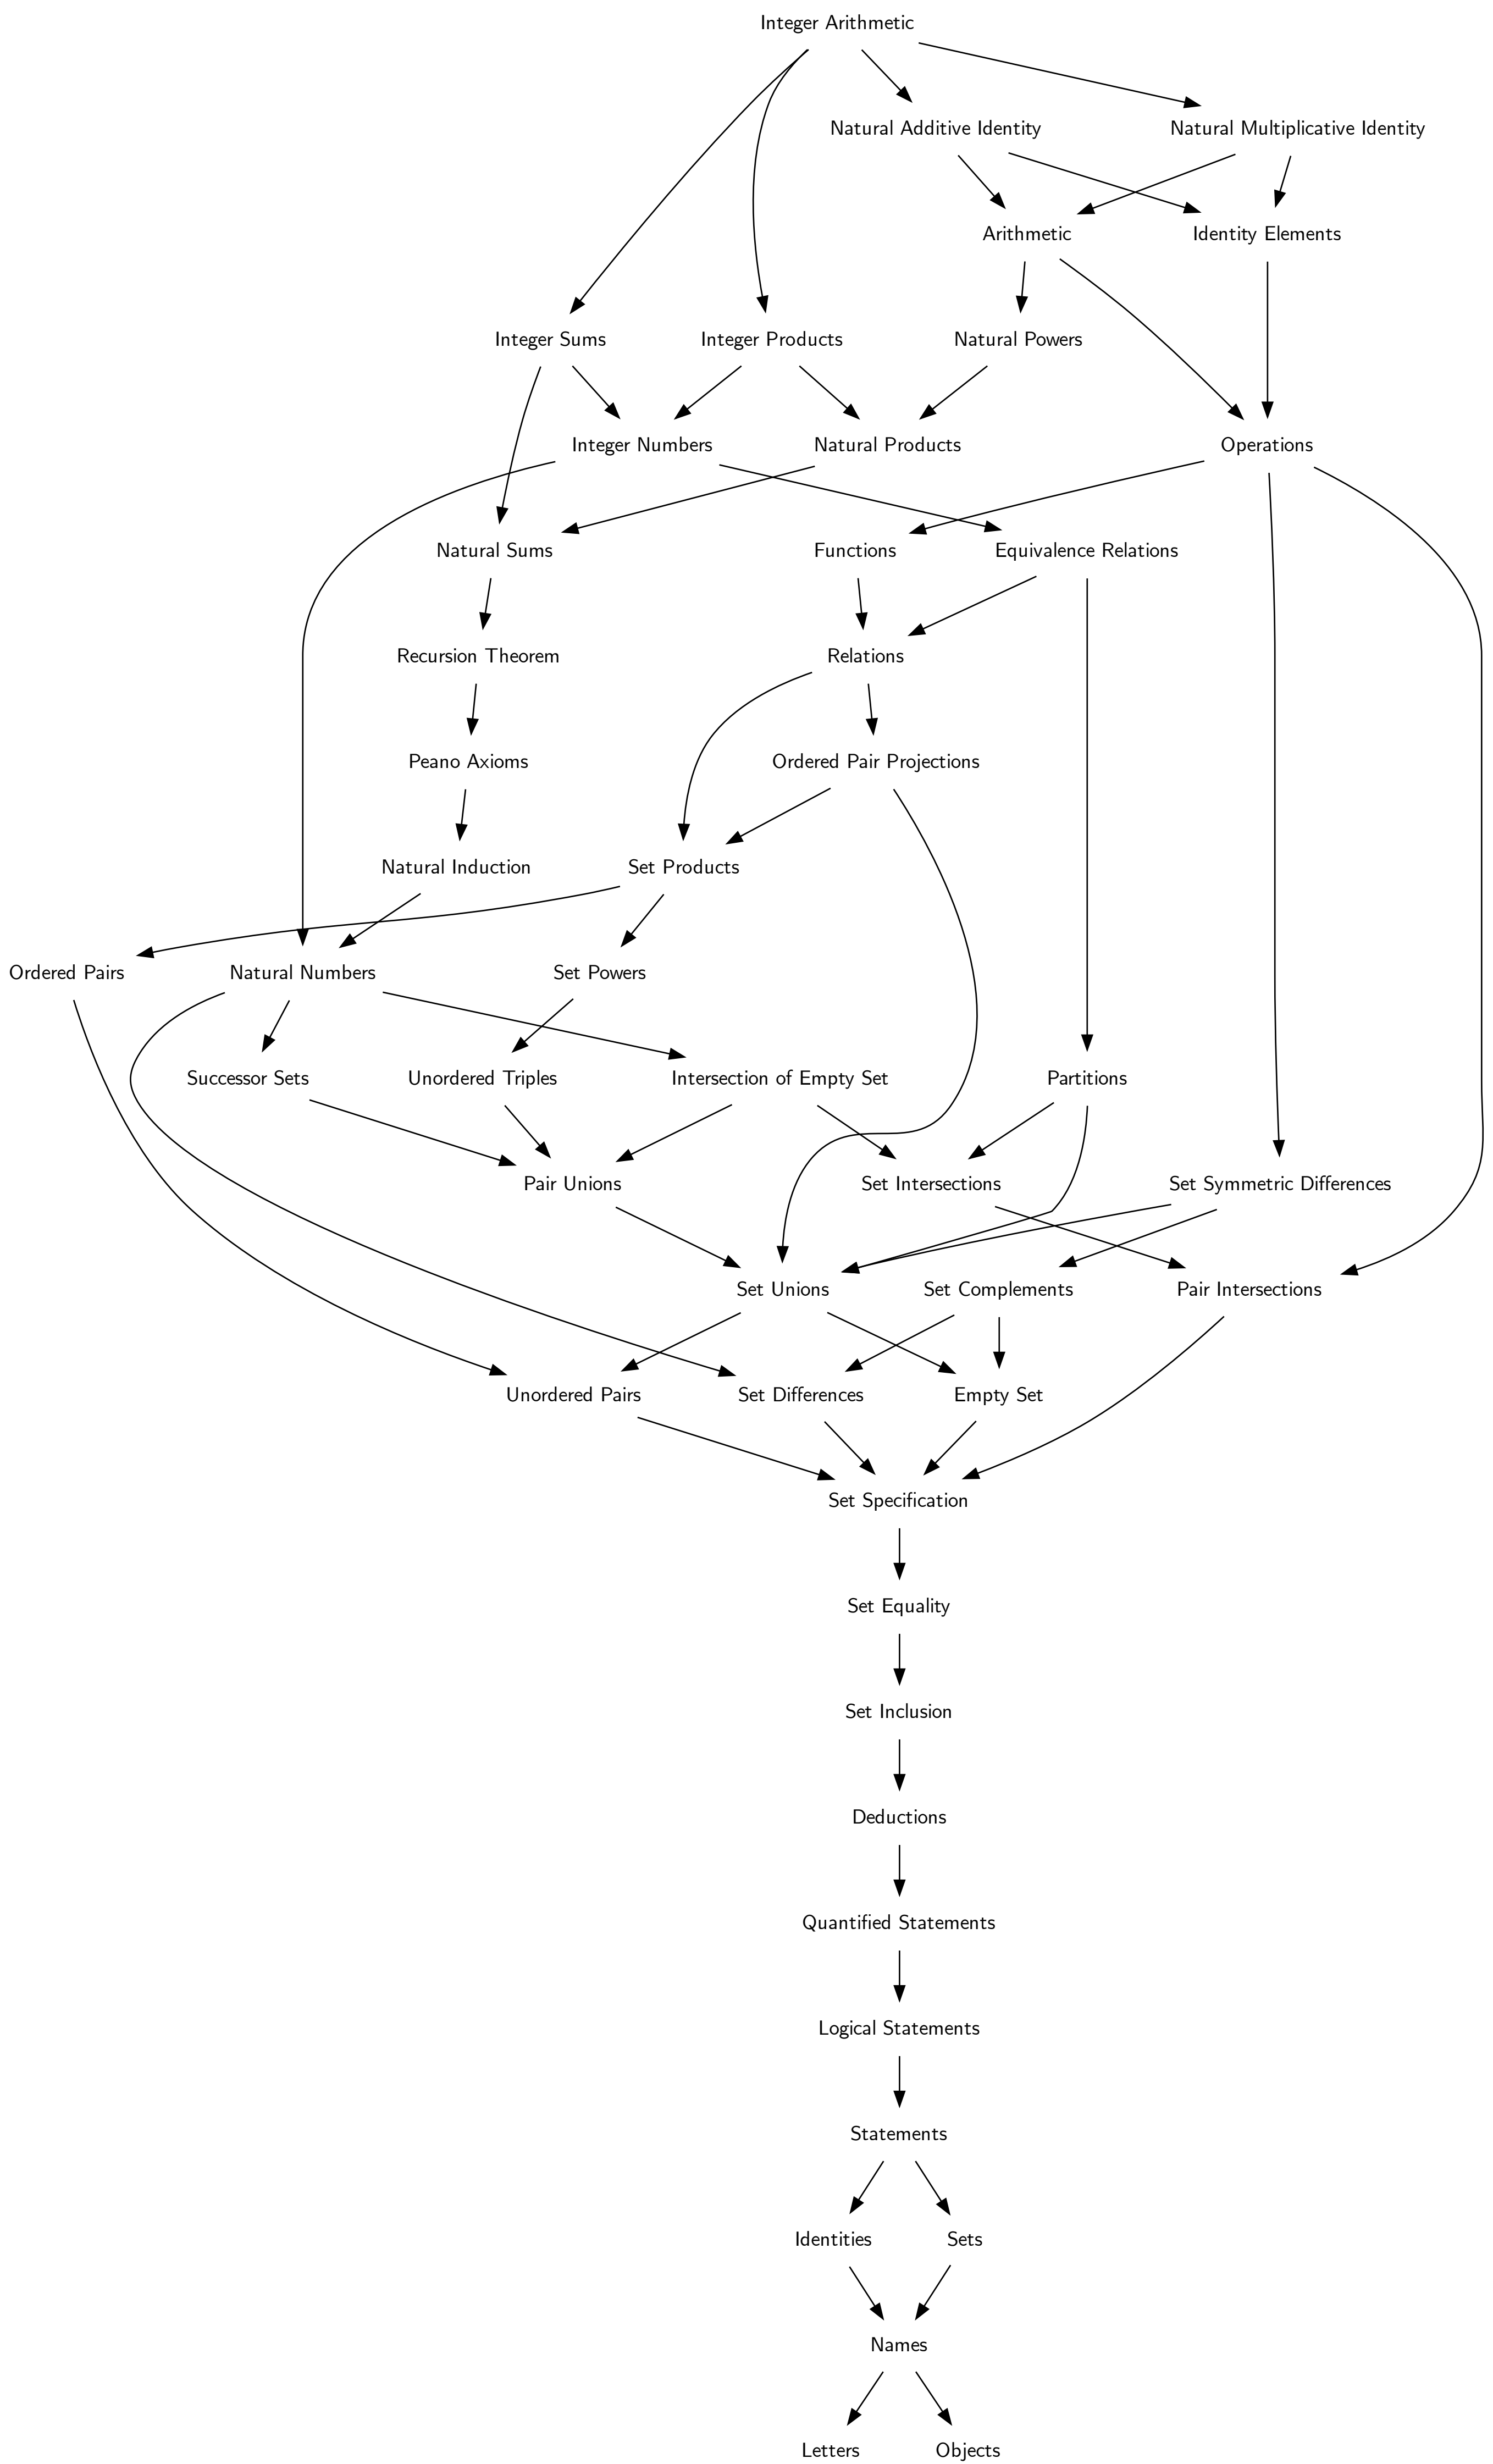 Integer Arithmetic
Natural Additive Identity
Natural Multiplicative Identity
Arithmetic
Identity Elements
Integer Sums
Integer Products
Natural Powers
Integer Numbers
Natural Products
Operations
Natural Sums
Functions
Equivalence Relations
Recursion Theorem
Relations
Peano Axioms
Ordered Pair Projections
Natural Induction
Set Products
Ordered Pairs
Natural Numbers
Set Powers
Successor Sets
Unordered Triples
Intersection of Empty Set
Partitions
Pair Unions
Set Intersections
Set Symmetric Differences
Set Unions
Set Complements
Pair Intersections
Unordered Pairs
Set Differences
Empty Set
Set Specification
Set Equality
Set Inclusion
Deductions
Quantified Statements
Logical Statements
Statements
Identities
Sets
Names
Letters
Objects